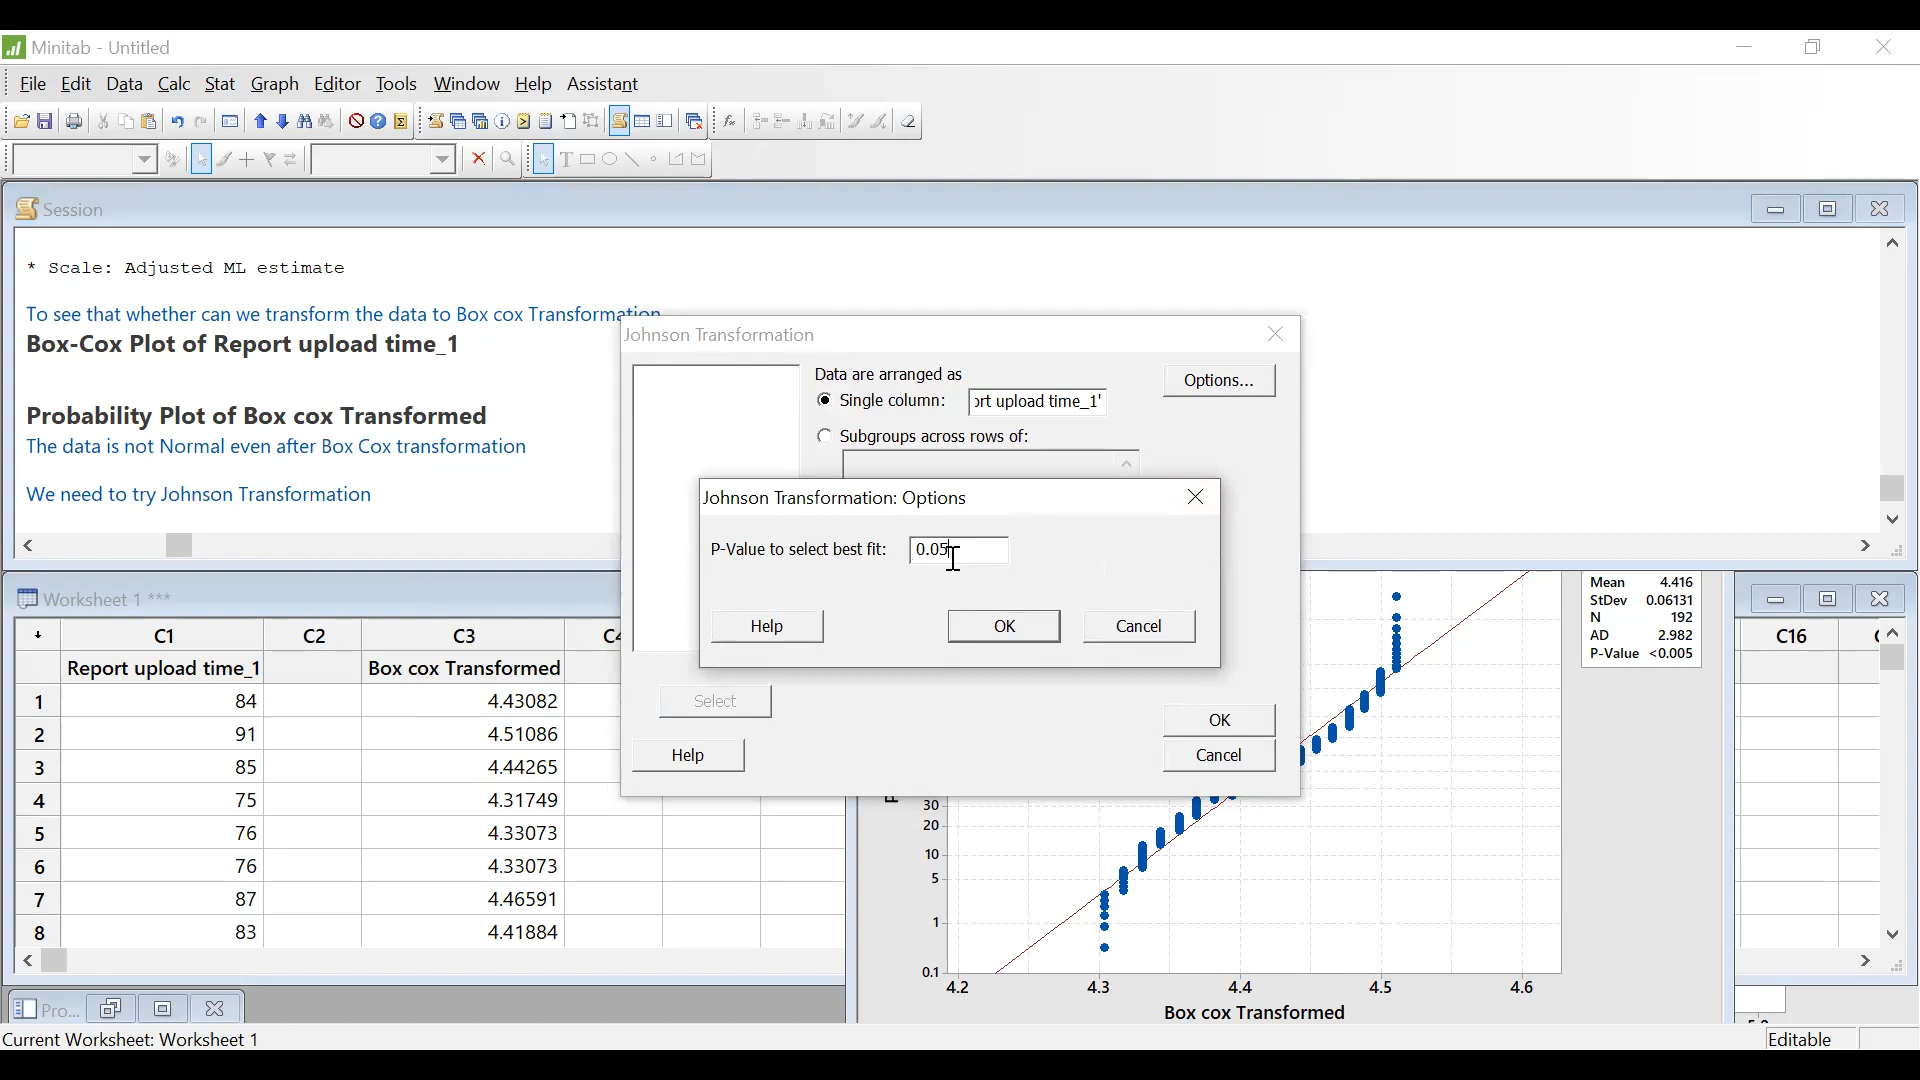 Minitab - Untitled
File Edit Data Calc Stat Graph Editor Tools Window Help Assistant
Session
* Scale: Adjusted ML estimate
To see that whether can we transform the data to Box cox Transformation
Box-Cox Plot of Report upload time_1
Probability Plot of Box cox Transformed
The data is not Normal even after Box Cox transformation
We need to try Johnson Transformation
Johnson Transformation
Data are arranged as
Single column: ort upload time_1'
Options...
Subgroups across rows of:
Johnson Transformation: Options
P-Value to select best fit: 0.05
Help OK Cancel
Select
OK
Help Cancel
Worksheet 1 ***
C1 C2 C3 C4
Report upload time_1 Box cox Transformed
1 84 4.43082
2 91 4.51086
3 85 4.44265
4 75 4.31749
5 76 4.33073
6 76 4.33073
7 87 4.46591
8 83 4.41884
Mean 4.416
StDev 0.06131
N 192
AD 2.982
P-Value <0.005
C16
30
20
10
5
1
0.1
4.2 4.3 4.4 4.5 4.6
Box cox Transformed
Pro...
Current Worksheet: Worksheet 1
Editable